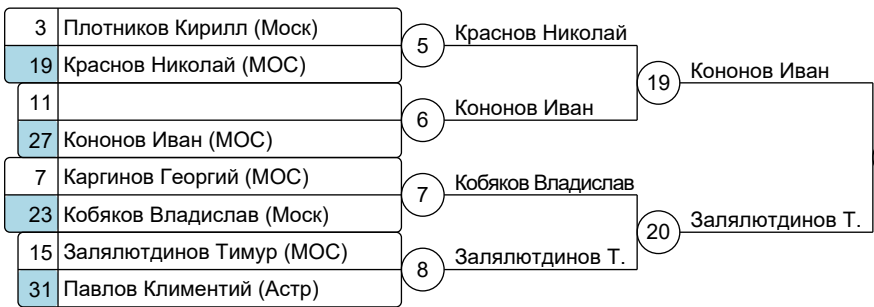 3 Плотников Кирилл (Моск)
19 Краснов Николай (МОС)
5 Краснов Николай
11
27 Кононов Иван (МОС)
6 Кононов Иван
19 Кононов Иван
7 Каргинов Георгий (МОС)
23 Кобяков Владислав (Моск)
7 Кобяков Владислав
15 Залялютдинов Тимур (МОС)
31 Павлов Климентий (Астр)
8 Залялютдинов Т.
20 Залялютдинов Т.